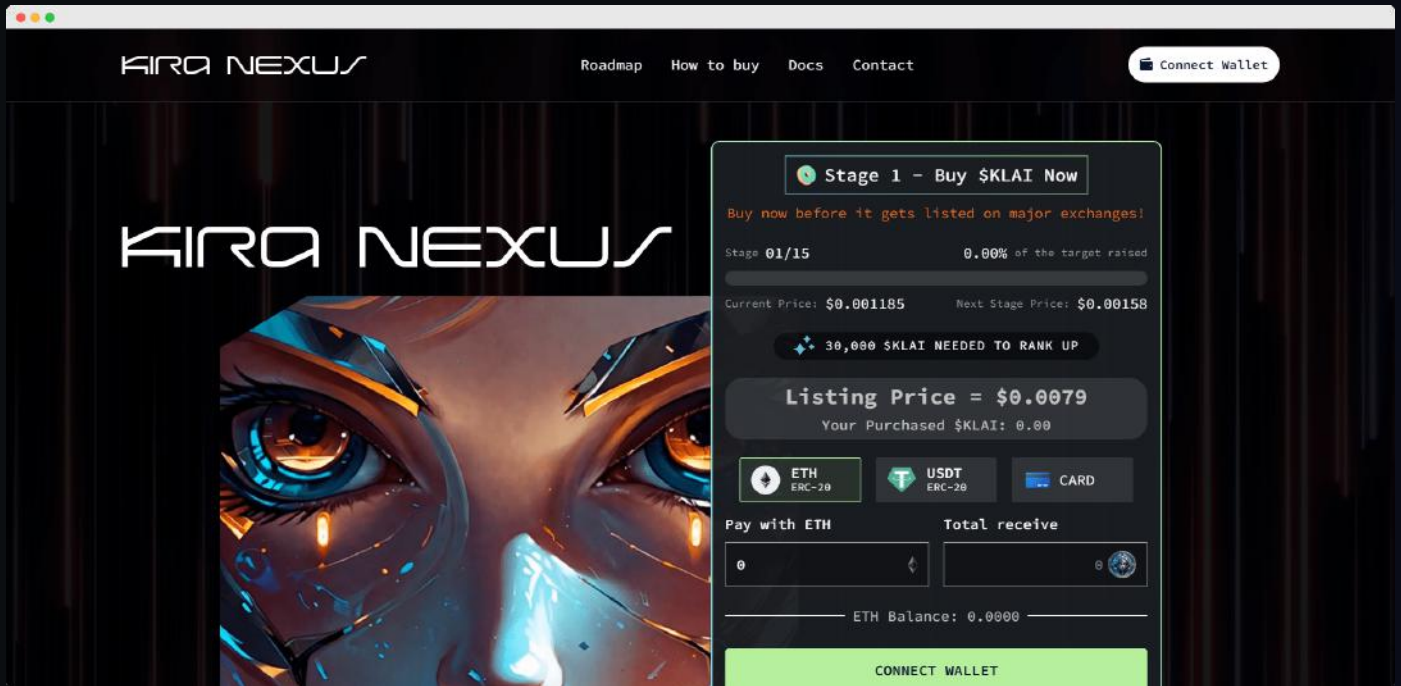 KIRA NEXUS
Roadmap How to buy Docs Contact
Connect Wallet
KIRA NEXUS
Stage 1 - Buy $KLAI Now
Buy now before it gets listed on major exchanges!
Stage 01/15 0.00% of the target raised
Current Price: $0.001185 Next Stage Price: $0.00158
30,000 $KLAI NEEDED TO RANK UP
Listing Price = $0.0079
Your Purchased $KLAI: 0.00
ETH
ERC-20
USDT
ERC-20
CARD
Pay with ETH Total receive
0 0
ETH Balance: 0.0000
CONNECT WALLET